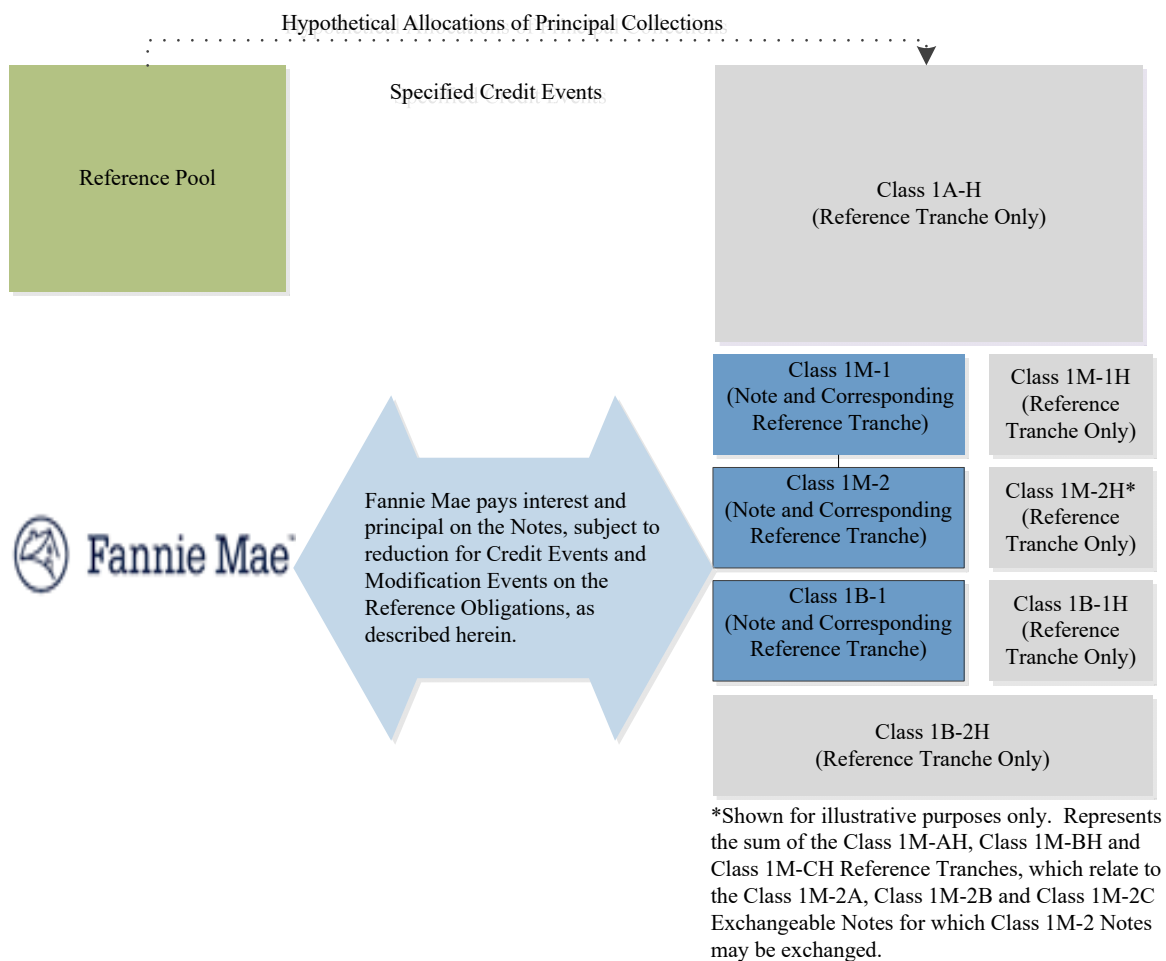 Hypothetical Allocations of Principal Collections
Specified Credit Events
Reference Pool
Class 1A-H
(Reference Tranche Only)
Class 1M-1
(Note and Corresponding
Reference Tranche)
Class 1M-1H
(Reference
Tranche Only)
Class 1M-2
(Note and Corresponding
Reference Tranche)
Class 1M-2H*
(Reference
Tranche Only)
Fannie Mae pays interest and
principal on the Notes, subject to
reduction for Credit Events and
Modification Events on the
Reference Obligations, as
described herein.
Fannie Mae™
Class 1B-1
(Note and Corresponding
Reference Tranche)
Class 1B-1H
(Reference
Tranche Only)
Class 1B-2H
(Reference Tranche Only)
*Shown for illustrative purposes only.  Represents
the sum of the Class 1M-AH, Class 1M-BH and
Class 1M-CH Reference Tranches, which relate to
the Class 1M-2A, Class 1M-2B and Class 1M-2C
Exchangeable Notes for which Class 1M-2 Notes
may be exchanged.